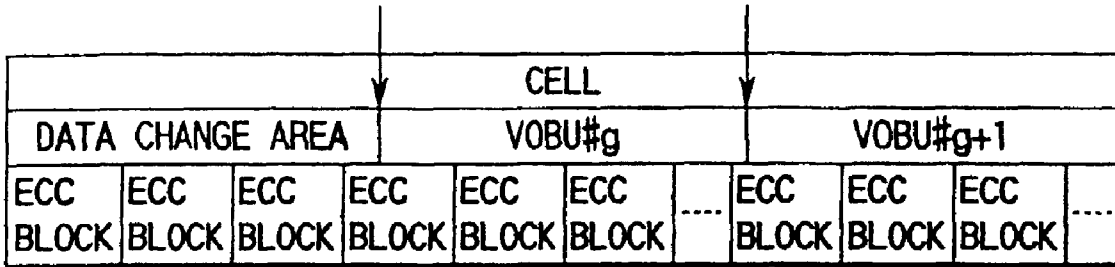 CELL
DATA CHANGE AREA VOBU#g VOBU#g+1
ECC ECC ECC ECC ECC ECC ---- ECC ECC ECC ----
BLOCK BLOCK BLOCK BLOCK BLOCK BLOCK BLOCK BLOCK BLOCK